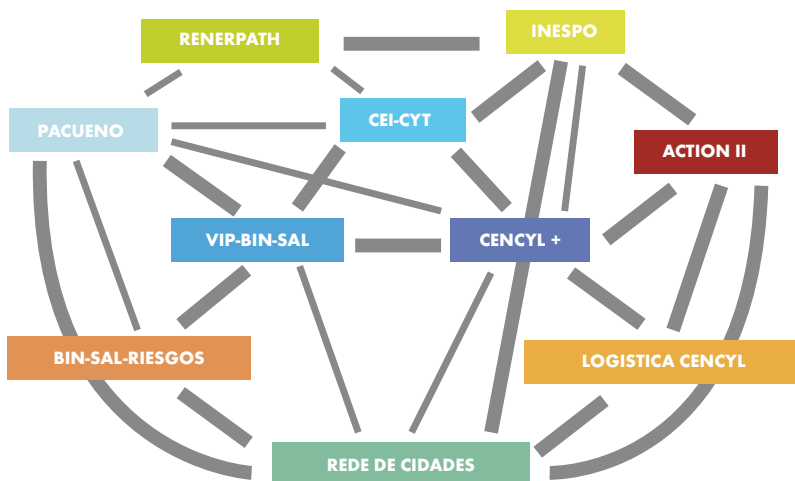 RENERPATH
INESPO
PACUENO
CEI-CYT
ACTION II
VIP-BIN-SAL
CENCYL +
BIN-SAL-RIESGOS
LOGISTICA CENCYL
REDE DE CIDADES